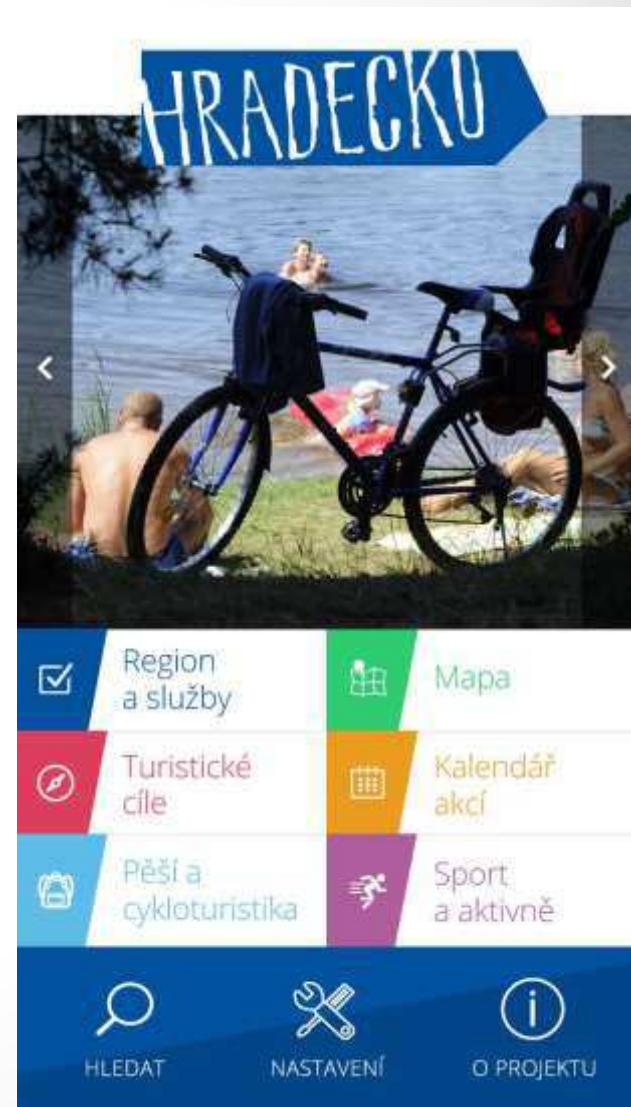 HRADECKO
Region
a služby
Mapa
Turistické
cíle
Kalendář
akcí
Pěší a
cykloturistika
Sport
a aktivně
HLEDAT
NASTAVENÍ
O PROJEKTU